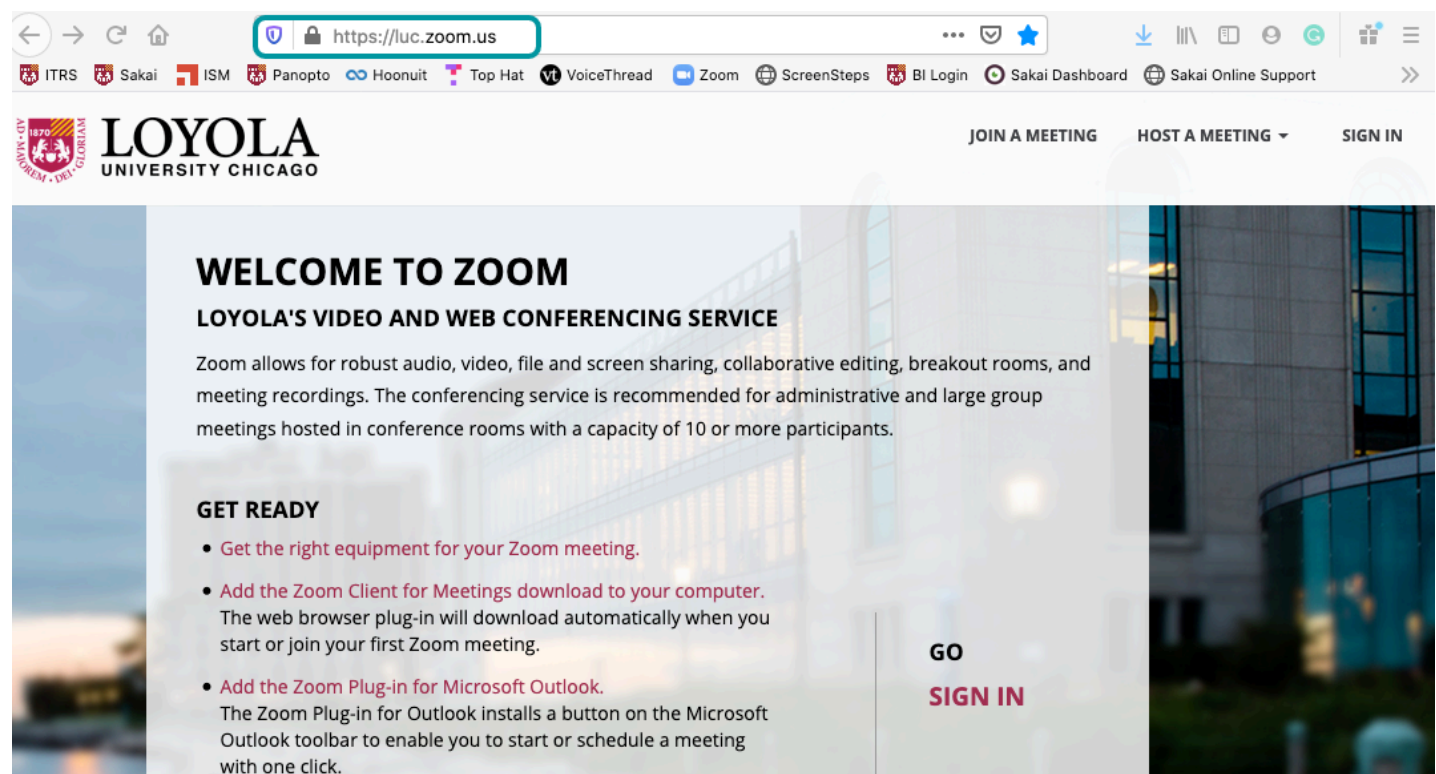 https://luc.zoom.us
ITRS Sakai ISM Panopto Hoonuit Top Hat VoiceThread Zoom ScreenSteps BI Login Sakai Dashboard Sakai Online Support
1870
AD · MAJOREM · DEI · GLORIAM
LOYOLA
UNIVERSITY CHICAGO
JOIN A MEETING HOST A MEETING SIGN IN
WELCOME TO ZOOM
LOYOLA'S VIDEO AND WEB CONFERENCING SERVICE
Zoom allows for robust audio, video, file and screen sharing, collaborative editing, breakout rooms, and
meeting recordings. The conferencing service is recommended for administrative and large group
meetings hosted in conference rooms with a capacity of 10 or more participants.
GET READY
• Get the right equipment for your Zoom meeting.
• Add the Zoom Client for Meetings download to your computer.
The web browser plug-in will download automatically when you
start or join your first Zoom meeting.
• Add the Zoom Plug-in for Microsoft Outlook.
The Zoom Plug-in for Outlook installs a button on the Microsoft
Outlook toolbar to enable you to start or schedule a meeting
with one click.
GO
SIGN IN